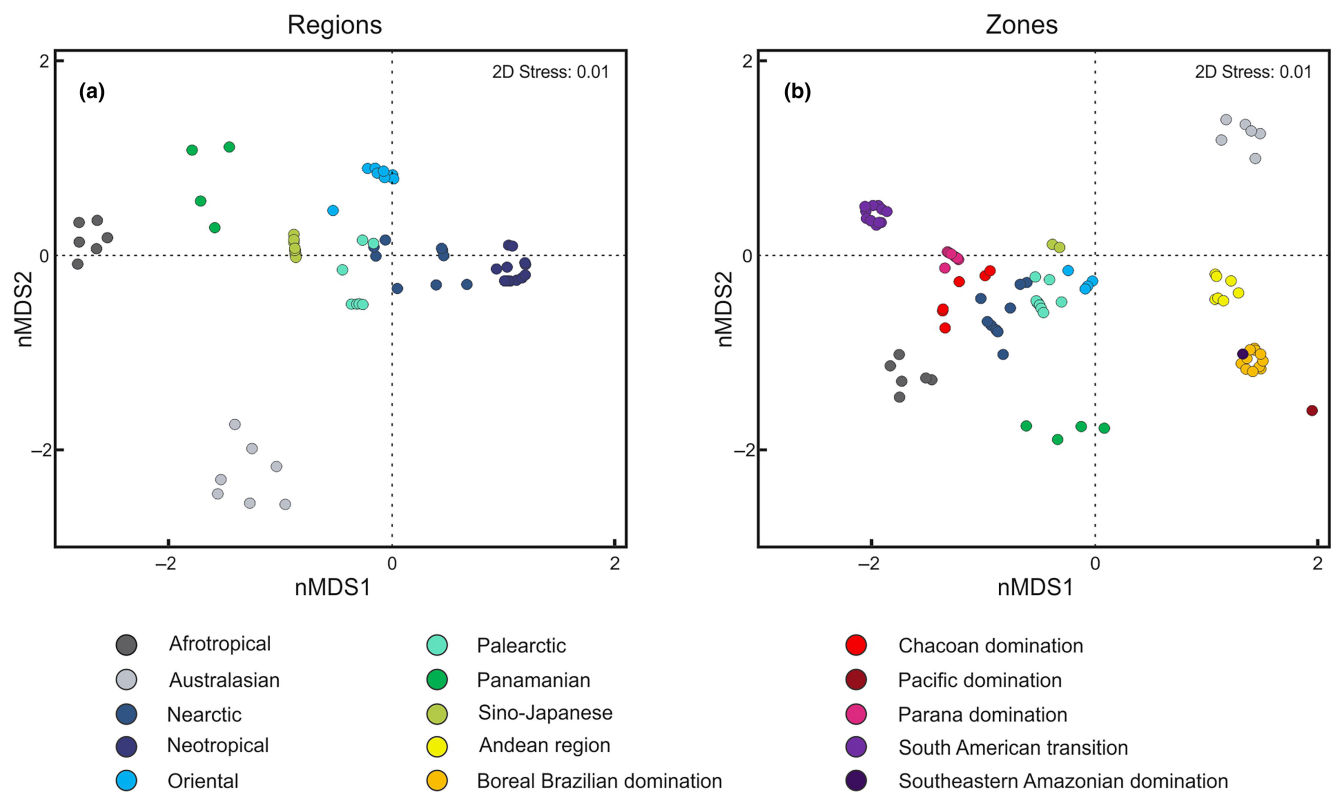 Regions
Zones
2D Stress: 0.01
2D Stress: 0.01
(a)
(b)
2
0
–2
nMDS2
–2
0
2
nMDS1
2
0
–2
nMDS2
–2
0
2
nMDS1
Afrotropical
Australasian
Nearctic
Neotropical
Oriental
Palearctic
Panamanian
Sino-Japanese
Andean region
Boreal Brazilian domination
Chacoan domination
Pacific domination
Parana domination
South American transition
Southeastern Amazonian domination